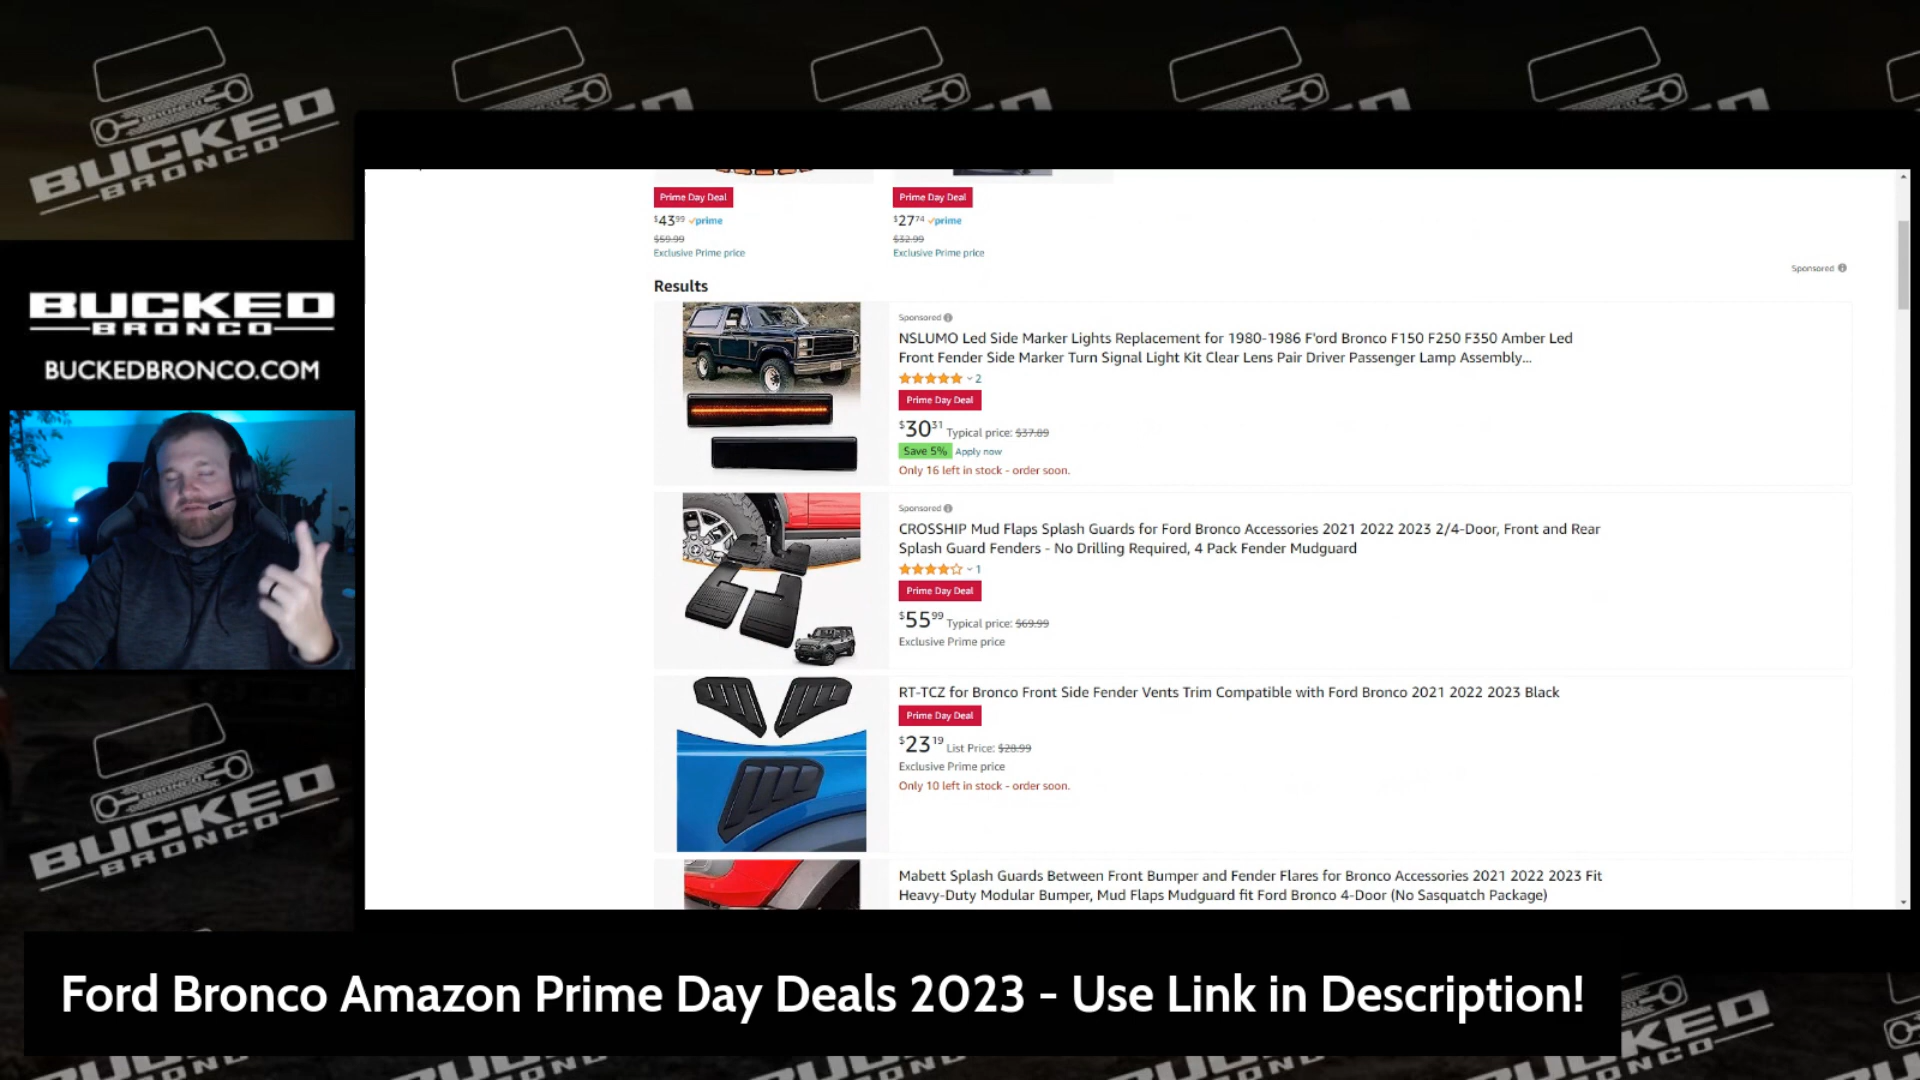 BUCKED
BRONCO
BUCKED
BRONCO
BUCKEDBRONCO.COM
Prime Day Deal
Prime Day Deal
$43.99 prime
$27.74 prime
$59.99
$32.99
Exclusive Prime price
Exclusive Prime price
Sponsored
Results
Sponsored
NSLUMO Led Side Marker Lights Replacement for 1980-1986 F'ord Bronco F150 F250 F350 Amber Led
Front Fender Side Marker Turn Signal Light Kit Clear Lens Pair Driver Passenger Lamp Assembly...
2
Prime Day Deal
$30.31 Typical price: $37.89
Save 5% Apply now
Only 16 left in stock - order soon.
Sponsored
CROSSHIP Mud Flaps Splash Guards for Ford Bronco Accessories 2021 2022 2023 2/4-Door, Front and Rear
Splash Guard Fenders - No Drilling Required, 4 Pack Fender Mudguard
1
Prime Day Deal
$55.99 Typical price: $69.99
Exclusive Prime price
RT-TCZ for Bronco Front Side Fender Vents Trim Compatible with Ford Bronco 2021 2022 2023 Black
Prime Day Deal
$23.19 List Price: $28.99
Exclusive Prime price
Only 10 left in stock - order soon.
Mabett Splash Guards Between Front Bumper and Fender Flares for Bronco Accessories 2021 2022 2023 Fit
Heavy-Duty Modular Bumper, Mud Flaps Mudguard fit Ford Bronco 4-Door (No Sasquatch Package)
BUCKED
BRONCO
Ford Bronco Amazon Prime Day Deals 2023 - Use Link in Description!